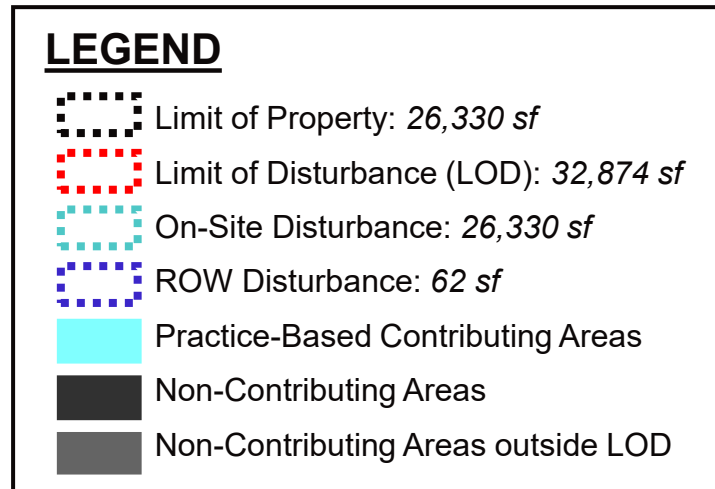 LEGEND
Limit of Property: 26,330 sf
Limit of Disturbance (LOD): 32,874 sf
On-Site Disturbance: 26,330 sf
ROW Disturbance: 62 sf
Practice-Based Contributing Areas
Non-Contributing Areas
Non-Contributing Areas outside LOD